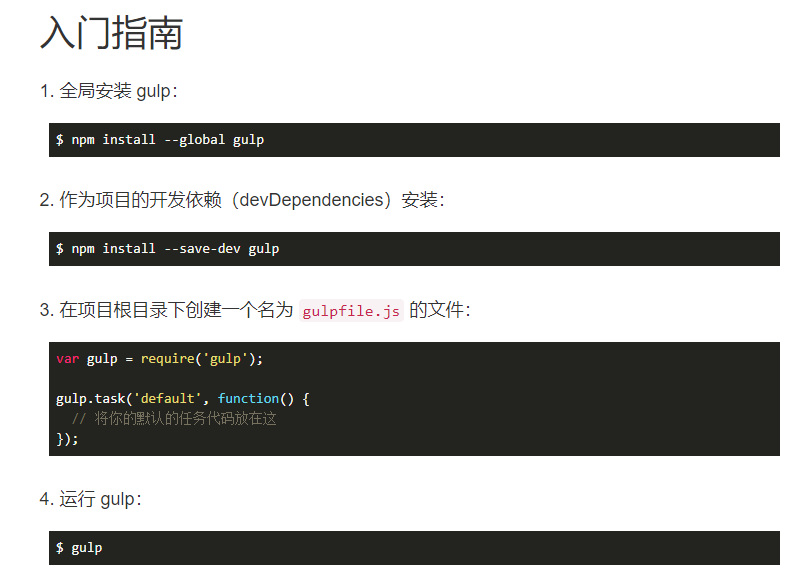 入门指南
1. 全局安装 gulp：
$ npm install --global gulp
2. 作为项目的开发依赖（devDependencies）安装：
$ npm install --save-dev gulp
3. 在项目根目录下创建一个名为 gulpfile.js 的文件：
var gulp = require('gulp');
gulp.task('default', function() {
  // 将你的默认的任务代码放在这
});
4. 运行 gulp：
$ gulp